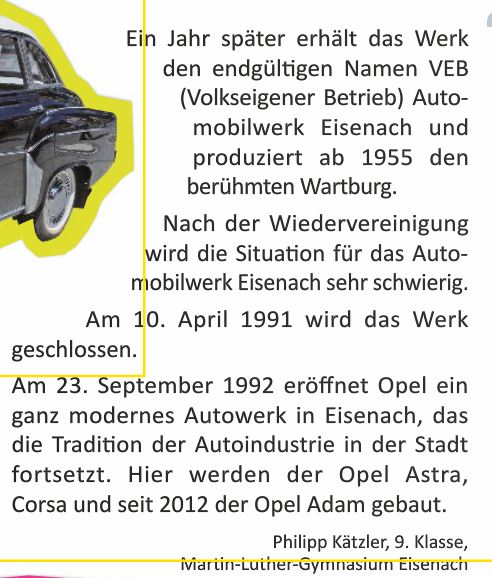 Ein Jahr später erhält das Werk
den endgültigen Namen VEB
(Volkseigener Betrieb) Auto-
mobilwerk Eisenach und
produziert ab 1955 den
berühmten Wartburg.
Nach der Wiedervereinigung
wird die Situation für das Auto-
mobilwerk Eisenach sehr schwierig.
Am 10. April 1991 wird das Werk
geschlossen.
Am 23. September 1992 eröffnet Opel ein
ganz modernes Autowerk in Eisenach, das
die Tradition der Autoindustrie in der Stadt
fortsetzt. Hier werden der Opel Astra,
Corsa und seit 2012 der Opel Adam gebaut.
Philipp Kätzler, 9. Klasse,
Martin-Luther-Gymnasium Eisenach